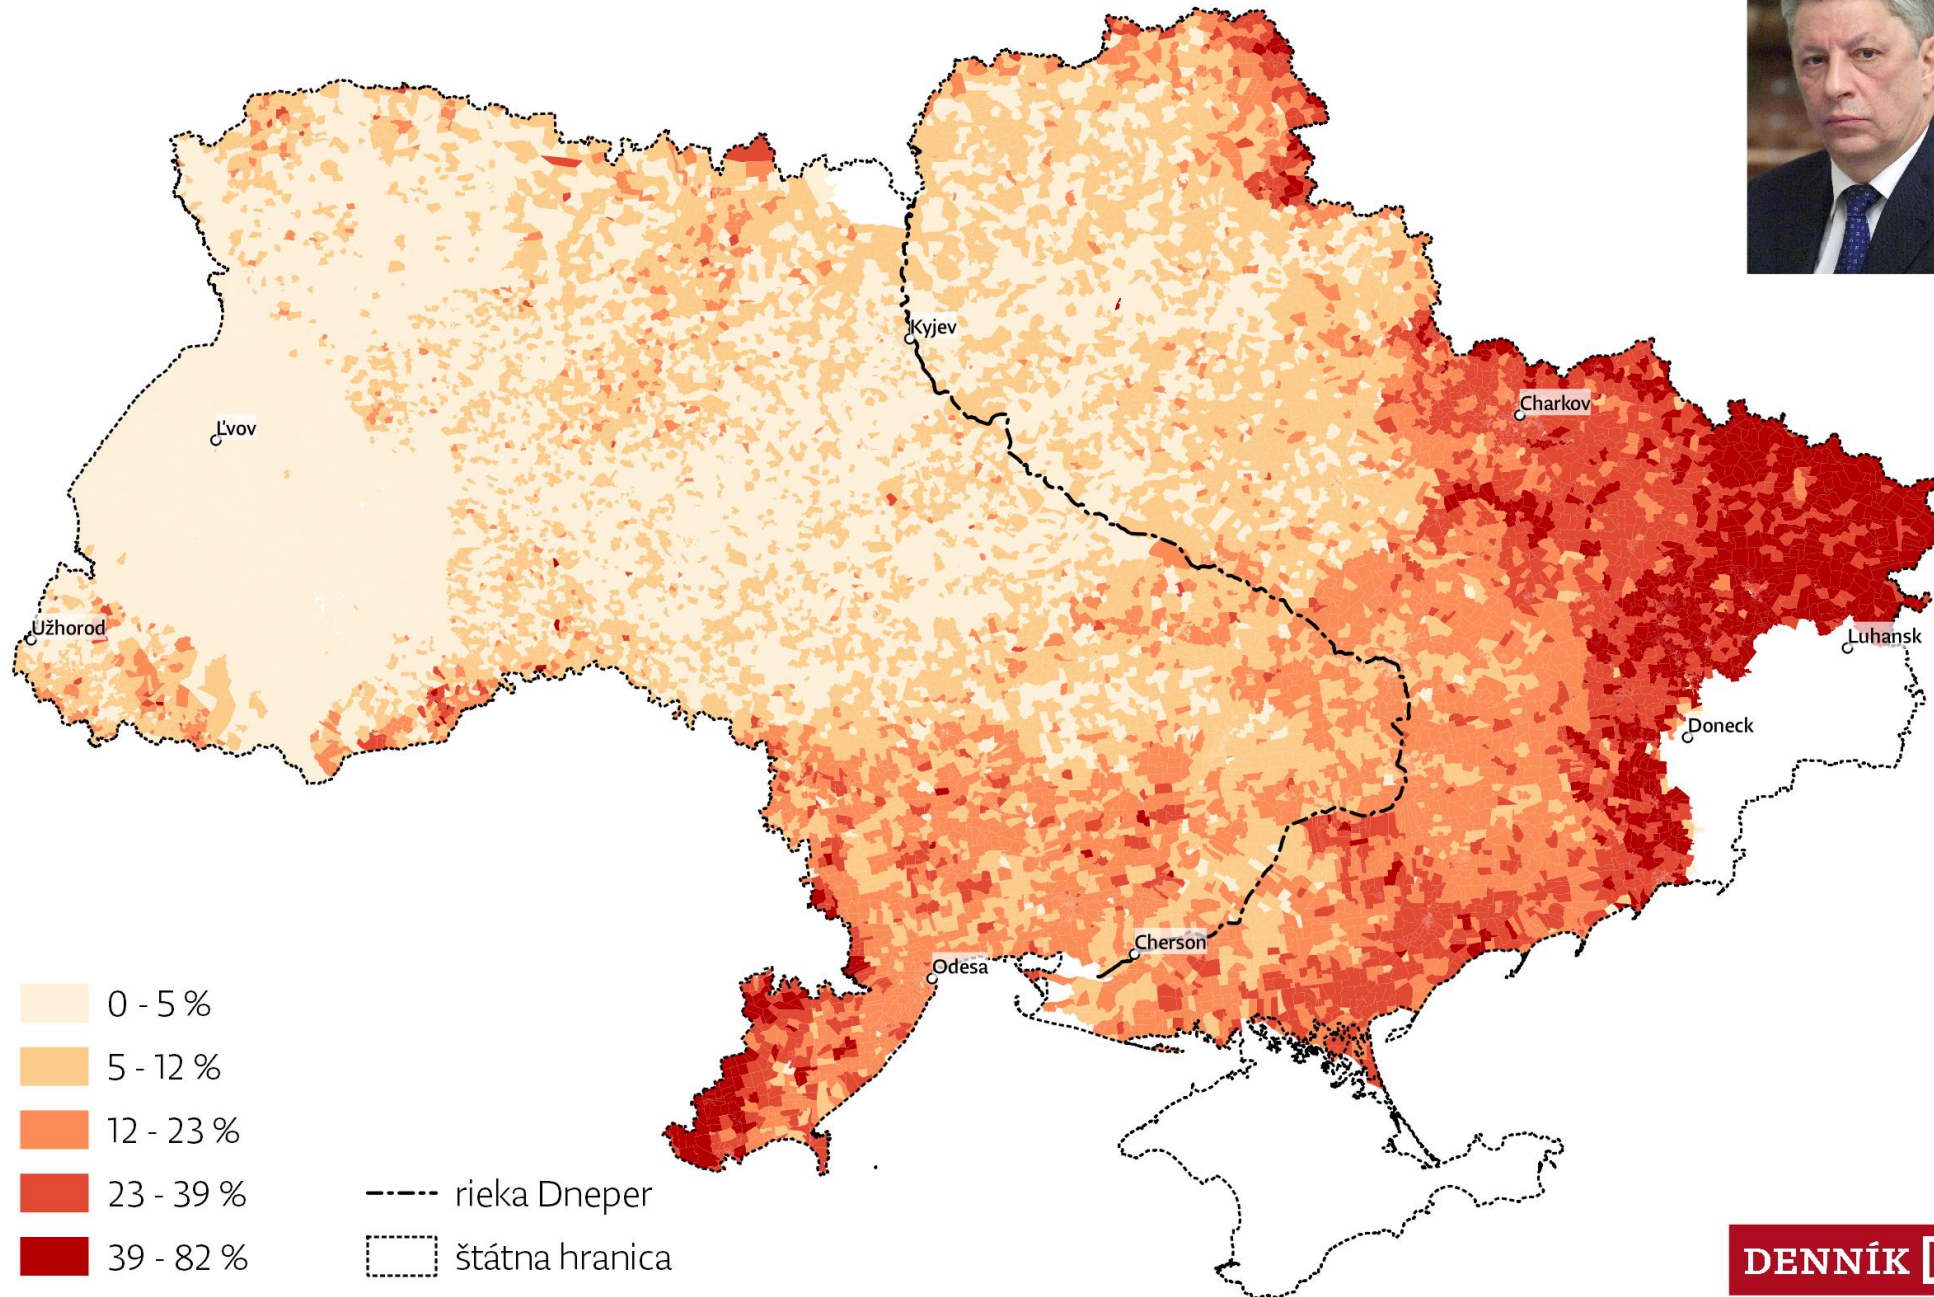 Kyjev
Charkov
Ľvov
Užhorod
Luhansk
Doneck
Cherson
Odesa
0 - 5 %
5 - 12 %
12 - 23 %
23 - 39 %
39 - 82 %
rieka Dneper
štátna hranica
DENNÍK